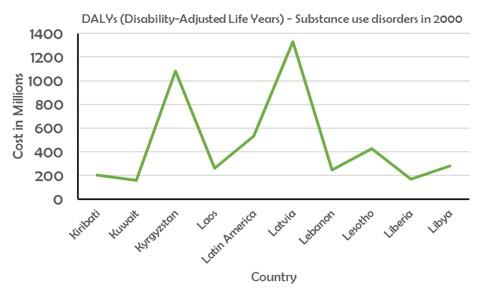 DALYs (Disability-Adjusted Life Years) - Substance use disorders in 2000
Cost in Millions
1400
1200
1000
800
600
400
200
0
Kiribati
Kuwait
Kyrgyzstan
Laos
Latin America
Latvia
Lebanon
Lesotho
Liberia
Libya
Country